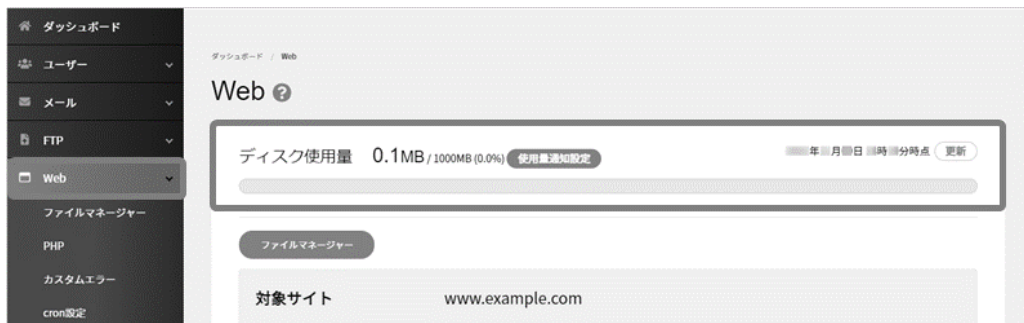 ダッシュボード
ユーザー
メール
FTP
Web
ファイルマネージャー
PHP
カスタムエラー
cron設定
ダッシュボード / Web
Web ?
ディスク使用量 0.1MB / 1000MB (0.0%) 使用量通知設定
年 月 日 時 分時点 更新
ファイルマネージャー
対象サイト www.example.com